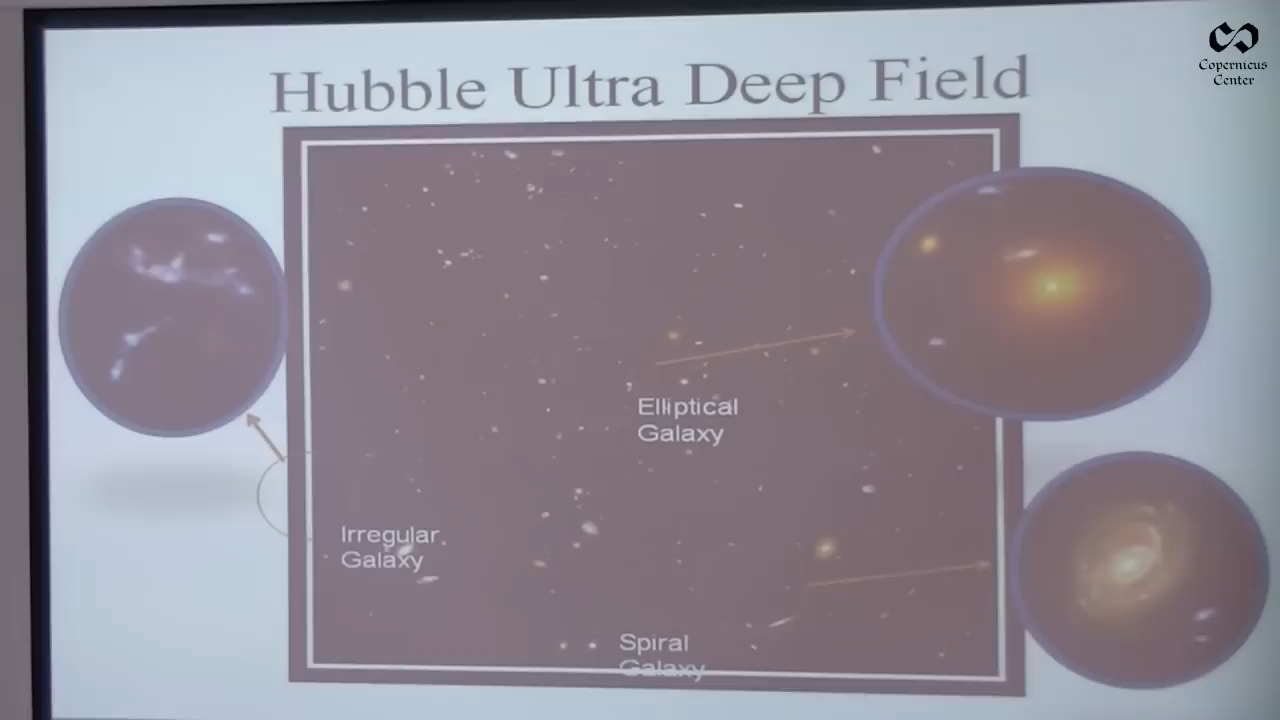 Hubble Ultra Deep Field
Copernicus
Center
Elliptical
Galaxy
Irregular
Galaxy
Spiral
Galaxy